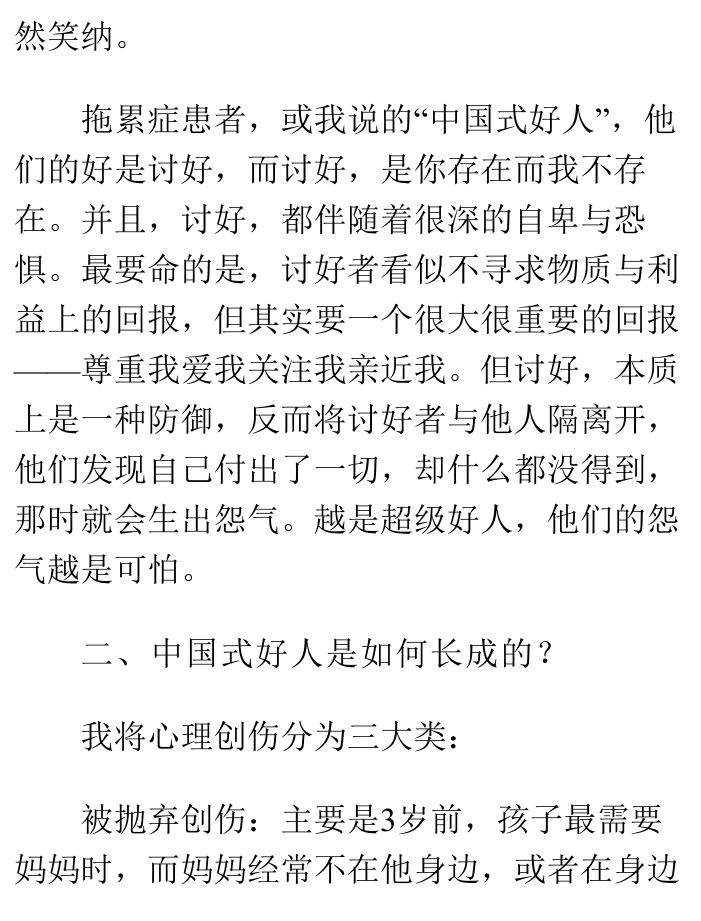 然笑纳。
拖累症患者，或我说的“中国式好人”，他
们的好是讨好，而讨好，是你存在而我不存
在。并且，讨好，都伴随着很深的自卑与恐
惧。最要命的是，讨好者看似不寻求物质与利
益上的回报，但其实要一个很大很重要的回报
——尊重我爱我关注我亲近我。但讨好，本质
上是一种防御，反而将讨好者与他人隔离开，
他们发现自己付出了一切，却什么都没得到，
那时就会生出怨气。越是超级好人，他们的怨
气越是可怕。
二、中国式好人是如何长成的？
我将心理创伤分为三大类：
被抛弃创伤：主要是3岁前，孩子最需要
妈妈时，而妈妈经常不在他身边，或者在身边